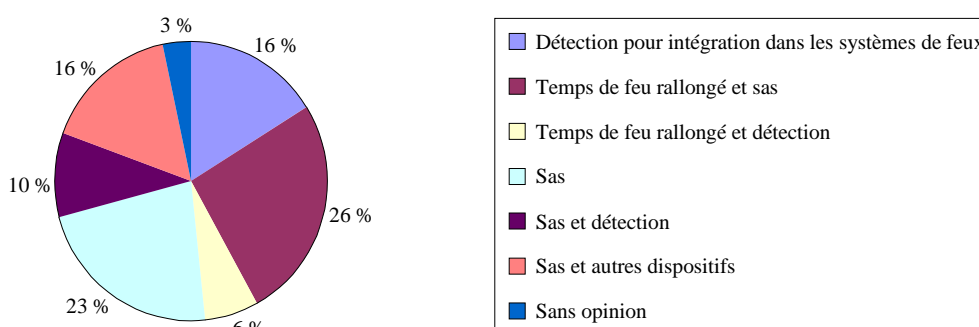 3 %
16 %
16 %
10 %
26 %
23 %
6 %
Détection pour intégration dans les systèmes de feux
Temps de feu rallongé et sas
Temps de feu rallongé et détection
Sas
Sas et détection
Sas et autres dispositifs
Sans opinion